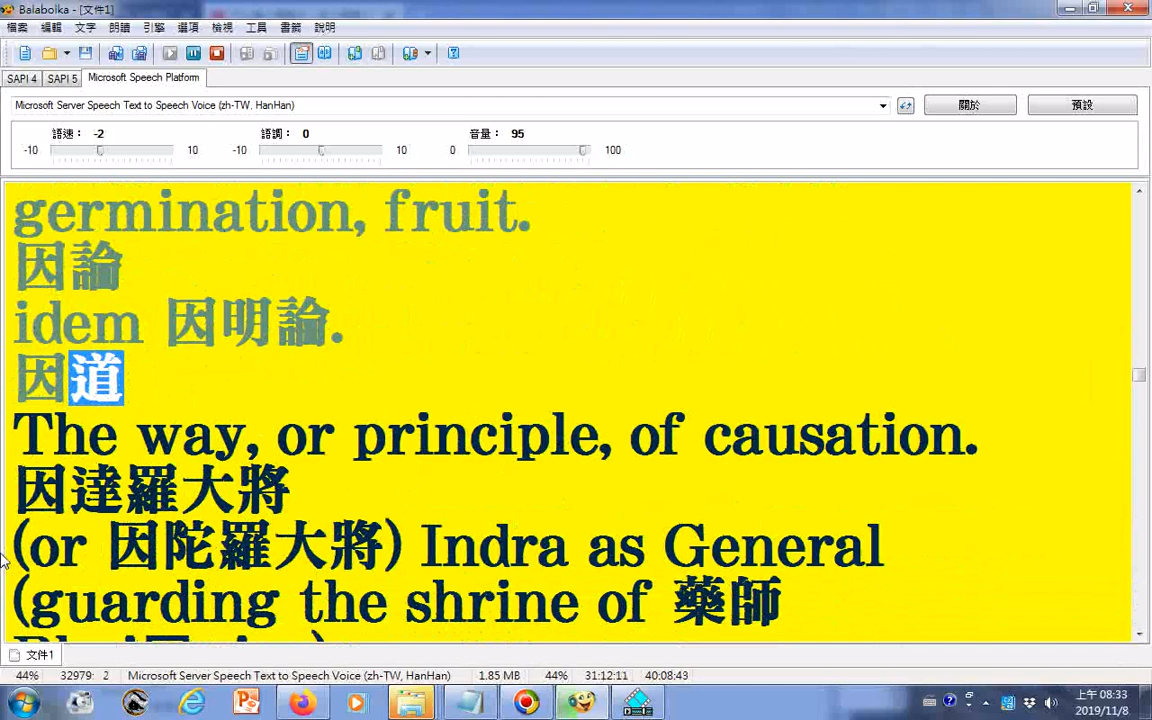 Balabolka - [文件1]
檔案 編輯 文字 朗讀 引擎 選項 檢視 工具 書籤 說明
SAPI 4 SAPI 5 Microsoft Speech Platform
Microsoft Server Speech Text to Speech Voice (zh-TW, HanHan) 關於 預設
語速： -2 語調： 0 音量： 95
-10 10 -10 10 0 100
germination, fruit.
因論
idem 因明論.
因道
The way, or principle, of causation.
因達羅大將
(or 因陀羅大將) Indra as General
(guarding the shrine of 藥師
文件1
44% 32979: 2 Microsoft Server Speech Text to Speech Voice (zh-TW, HanHan) 1.85 MB 44% 31:12:11 40:08:43
上午 08:33
2019/11/8